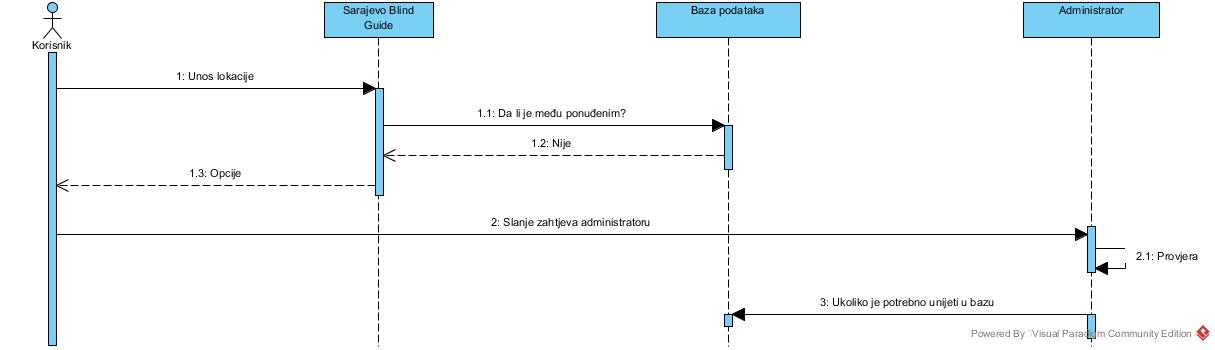 Korisnik
Sarajevo Blind
Guide
Baza podataka
Administrator
1: Unos lokacije
1.1: Da li je među ponuđenim?
1.2: Nije
1.3: Opcije
2: Slanje zahtjeva administratoru
2.1: Provjera
3: Ukoliko je potrebno unijeti u bazu
Powered By Visual Paradigm Community Edition